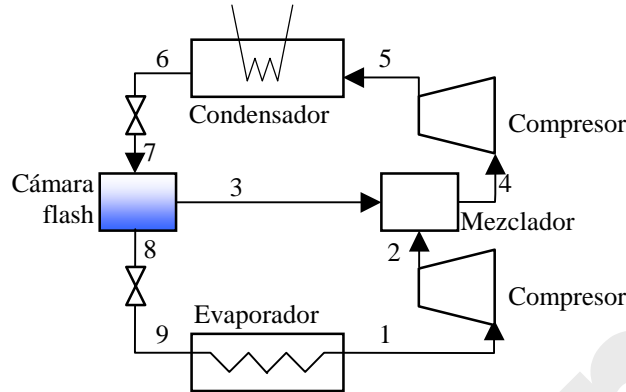 6
5
Condensador
Compresor
7
Cámara
flash
3
4
Mezclador
8
2
Compresor
Evaporador
9
1